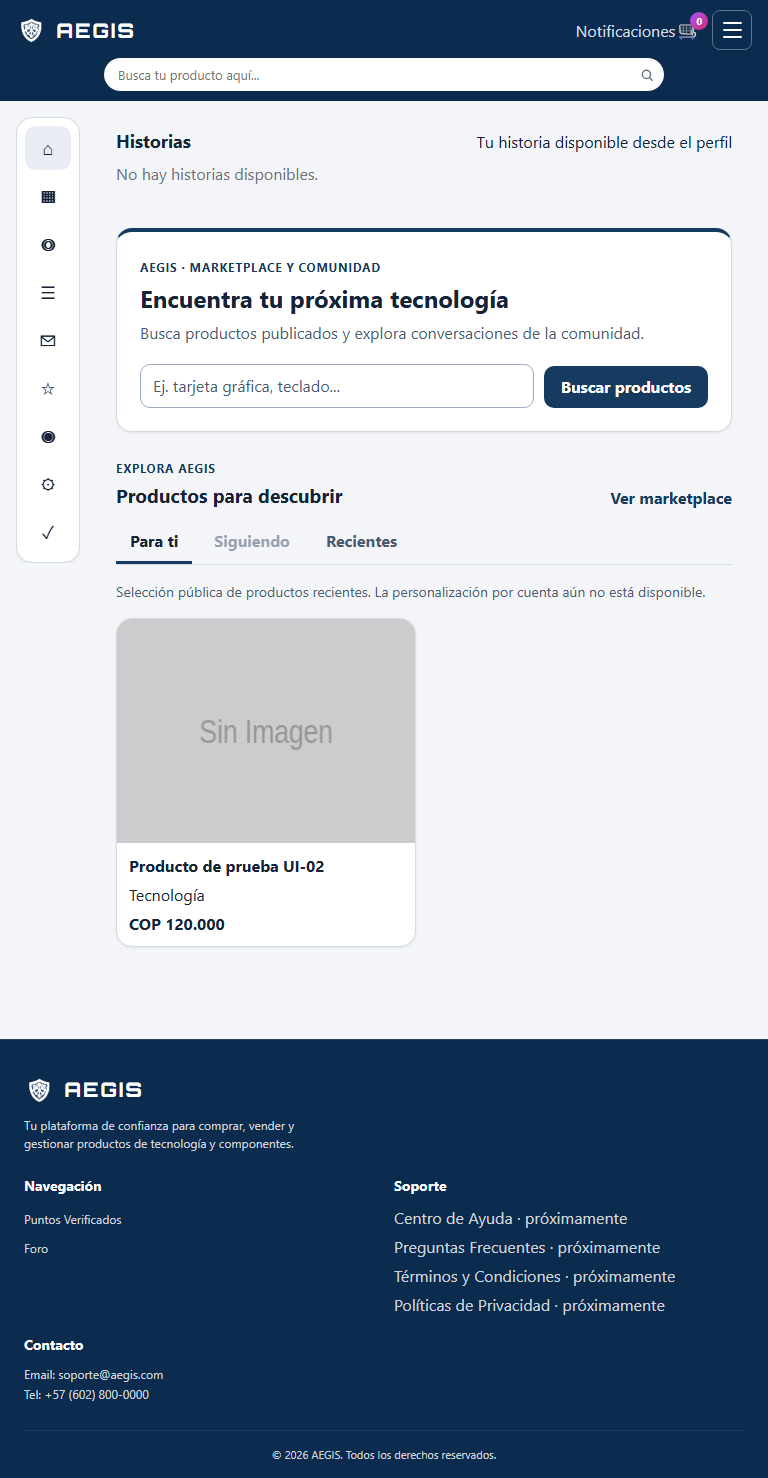 AEGIS
Notificaciones
0
Busca tu producto aquí...
Historias
Tu historia disponible desde el perfil
No hay historias disponibles.
AEGIS · MARKETPLACE Y COMUNIDAD
Encuentra tu próxima tecnología
Busca productos publicados y explora conversaciones de la comunidad.
Ej. tarjeta gráfica, teclado...
Buscar productos
EXPLORA AEGIS
Productos para descubrir
Ver marketplace
Para ti
Siguiendo
Recientes
Selección pública de productos recientes. La personalización por cuenta aún no está disponible.
Sin Imagen
Producto de prueba UI-02
Tecnología
COP 120.000
AEGIS
Tu plataforma de confianza para comprar, vender y
gestionar productos de tecnología y componentes.
Navegación
Puntos Verificados
Foro
Soporte
Centro de Ayuda · próximamente
Preguntas Frecuentes · próximamente
Términos y Condiciones · próximamente
Políticas de Privacidad · próximamente
Contacto
Email: soporte@aegis.com
Tel: +57 (602) 800-0000
© 2026 AEGIS. Todos los derechos reservados.